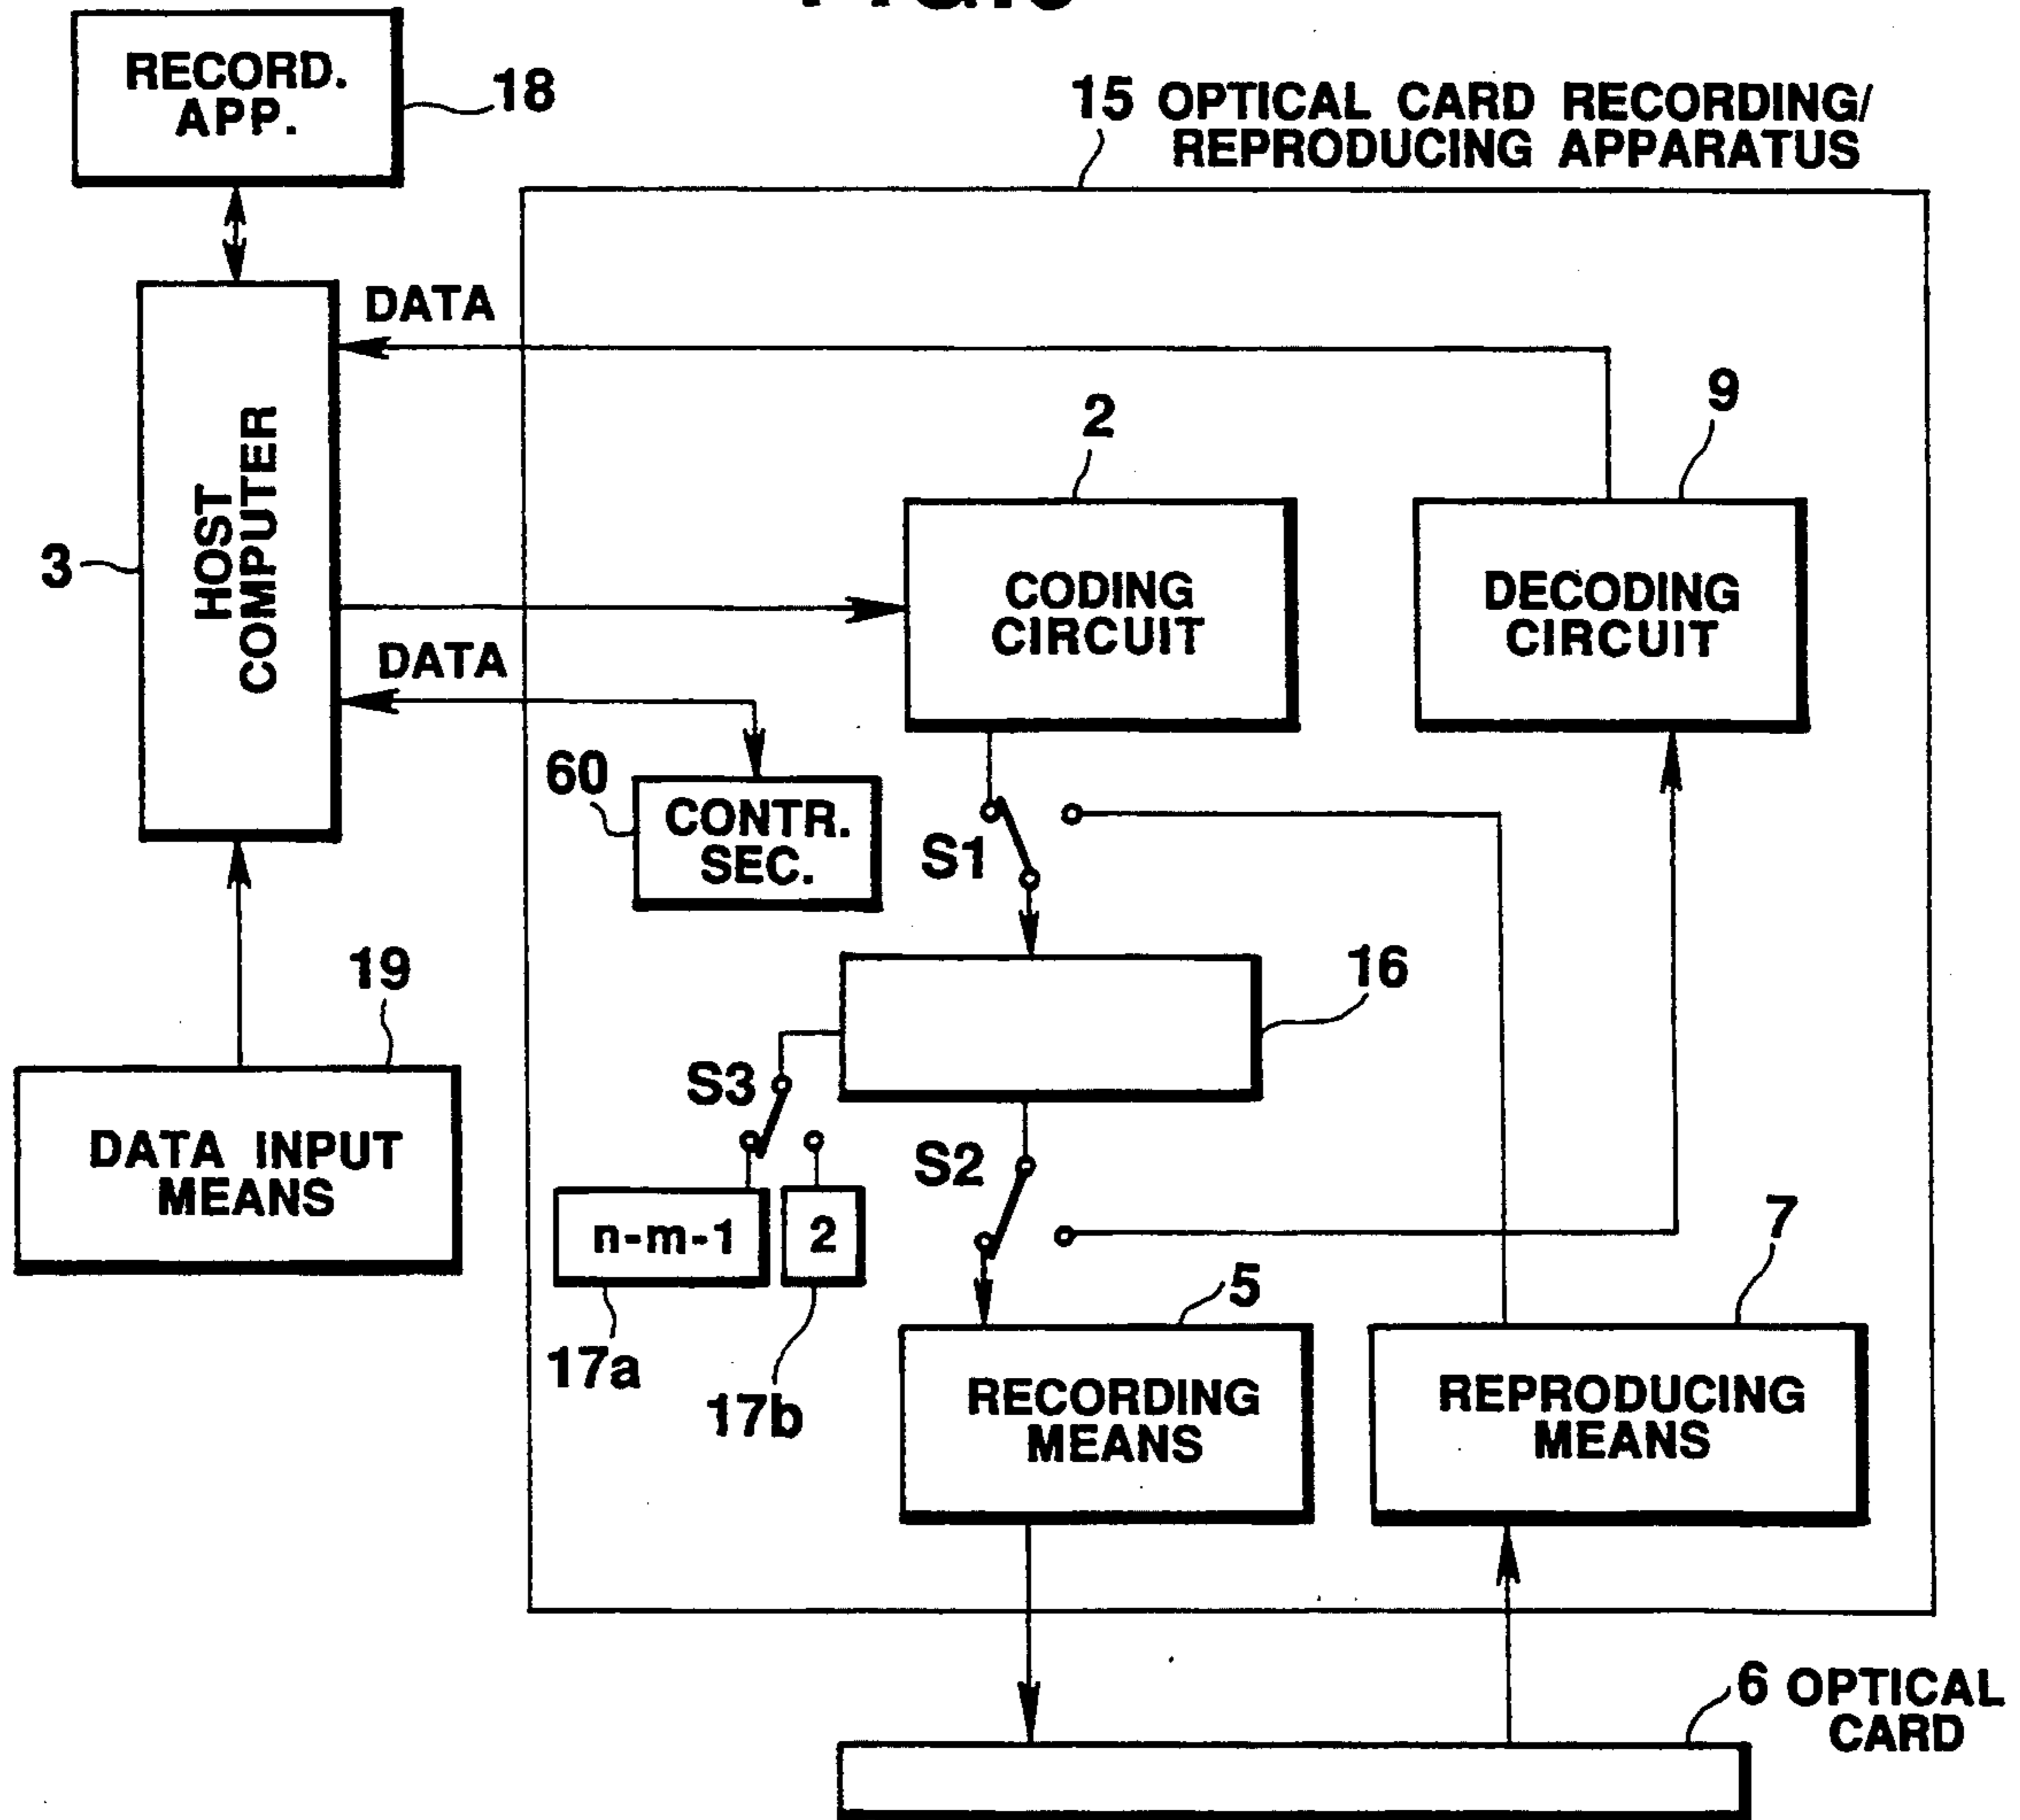 RECORD.
APP.
18
15 OPTICAL CARD RECORDING/
REPRODUCING APPARATUS
DATA
HOST
COMPUTER
3
2
9
CODING
CIRCUIT
DECODING
CIRCUIT
DATA
60
CONTR.
SEC.
S1
19
16
DATA INPUT
MEANS
S3
S2
n-m-1
2
17a
17b
5
7
RECORDING
MEANS
REPRODUCING
MEANS
6 OPTICAL
CARD